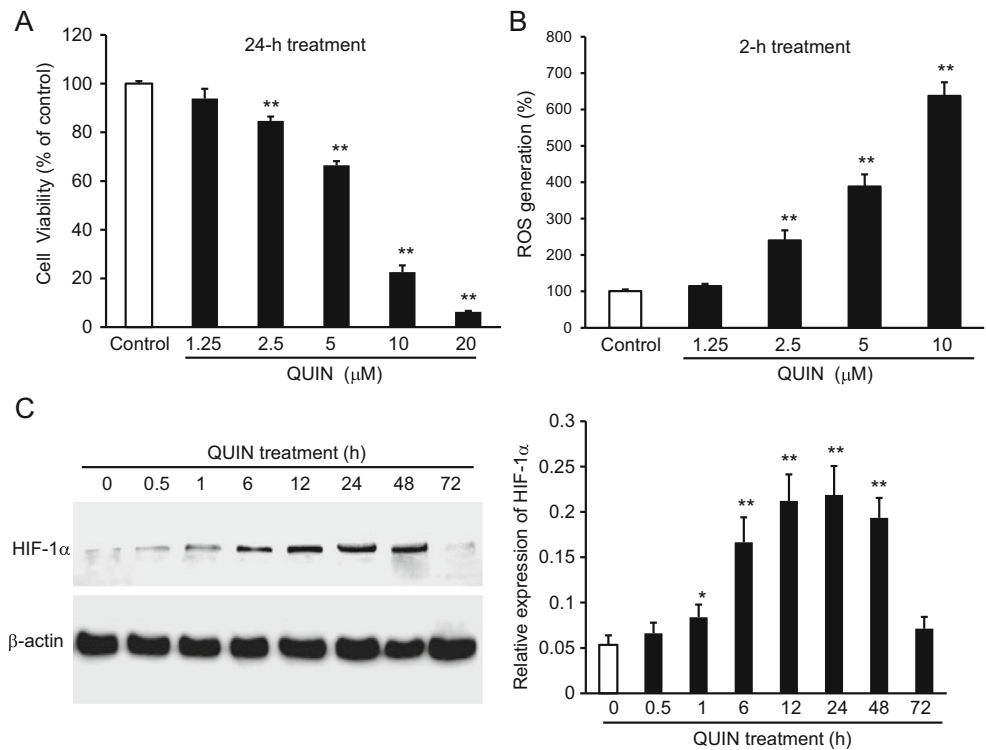 A
24-h treatment
Cell Viability (% of control)
120
100
80
60
40
20
0
**
**
**
**
Control 1.25 2.5 5 10 20
QUIN (μM)
B
2-h treatment
ROS generation (%)
800
700
600
500
400
300
200
100
0
**
**
**
Control 1.25 2.5 5 10
QUIN (μM)
C
QUIN treatment (h)
0 0.5 1 6 12 24 48 72
HIF-1α
β-actin
Relative expression of HIF-1α
0.3
0.25
0.2
0.15
0.1
0.05
0
*
**
**
**
**
0 0.5 1 6 12 24 48 72
QUIN treatment (h)